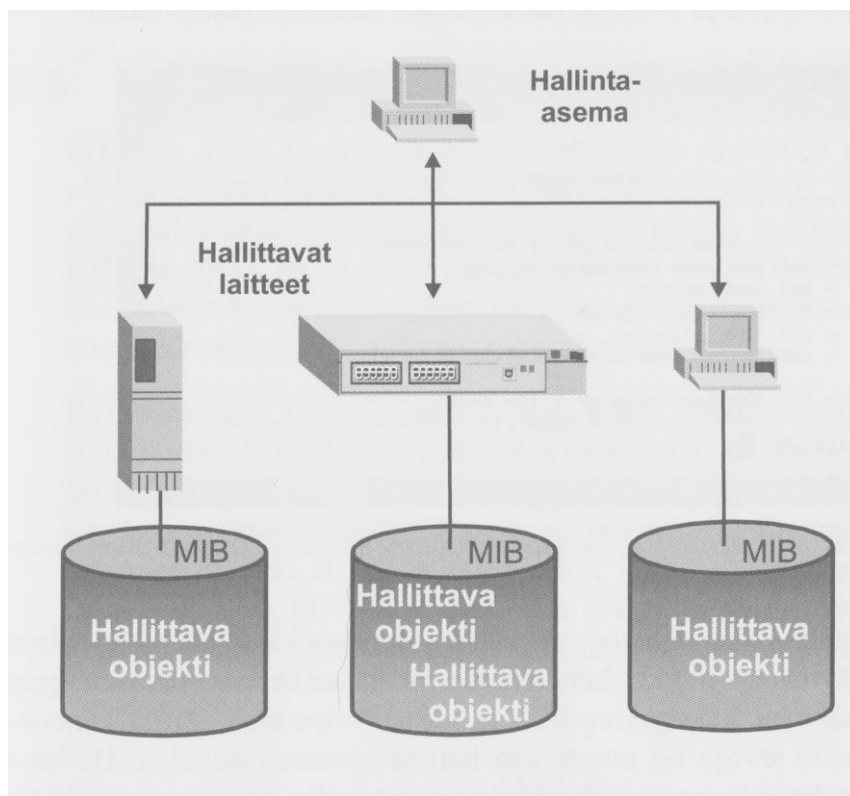 Hallinta-
asema
Hallittavat
laitteet
MIB
Hallittava
objekti
MIB
Hallittava
objekti
Hallittava
objekti
MIB
Hallittava
objekti